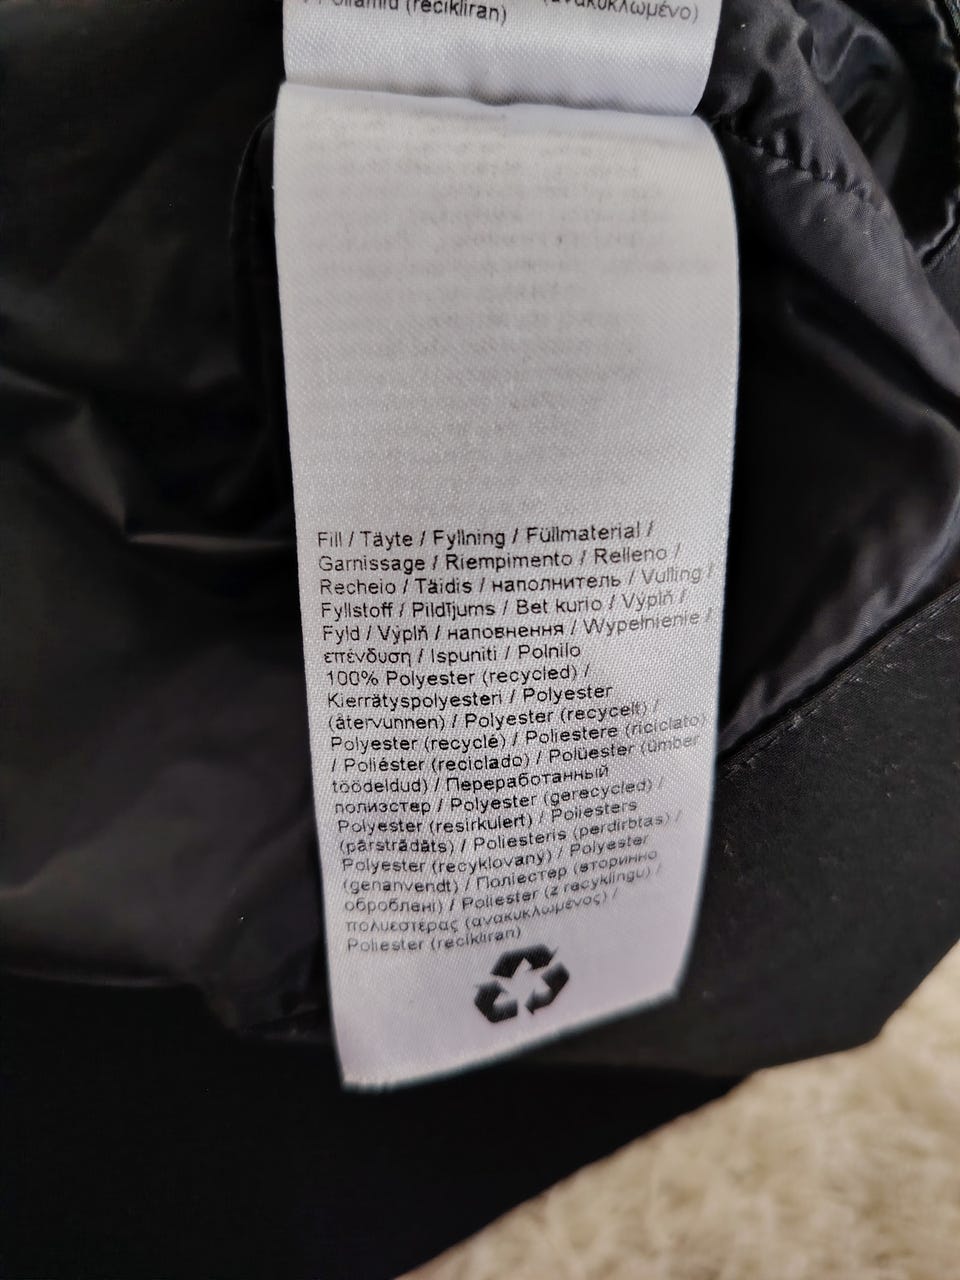 Poliamid (recikliran)
(ανακυκλωμένο)
Fill / Täyte / Fyllning / Füllmaterial /
Garnissage / Riempimento / Relleno /
Recheio / Täidis / наполнитель / Vulling /
Fyllstoff / Pildījums / Bet kurio / Výplň /
Fyld / Výplň / наповнення / Wypełnienie /
επένδυση / Ispuniti / Polnilo
100% Polyester (recycled) /
Kierrätyspolyesteri / Polyester
(återvunnen) / Polyester (recycelt) /
Polyester (recyclé) / Poliestere (riciclato)
/ Poliéster (reciclado) / Polüester (ümber
töödeldud) / Переработанный
полиэстер / Polyester (gerecycled) /
Polyester (resirkulert) / Poliesters
(pārstrādāts) / Poliesteris (perdirbtas) /
Polyester (recyklovany) / Polyester
(genanvendt) / Поліестер (вторинно
оброблені) / Poliester (z recyklingu) /
πολυεστέρας (ανακυκλωμένος) /
Poliester (recikliran)